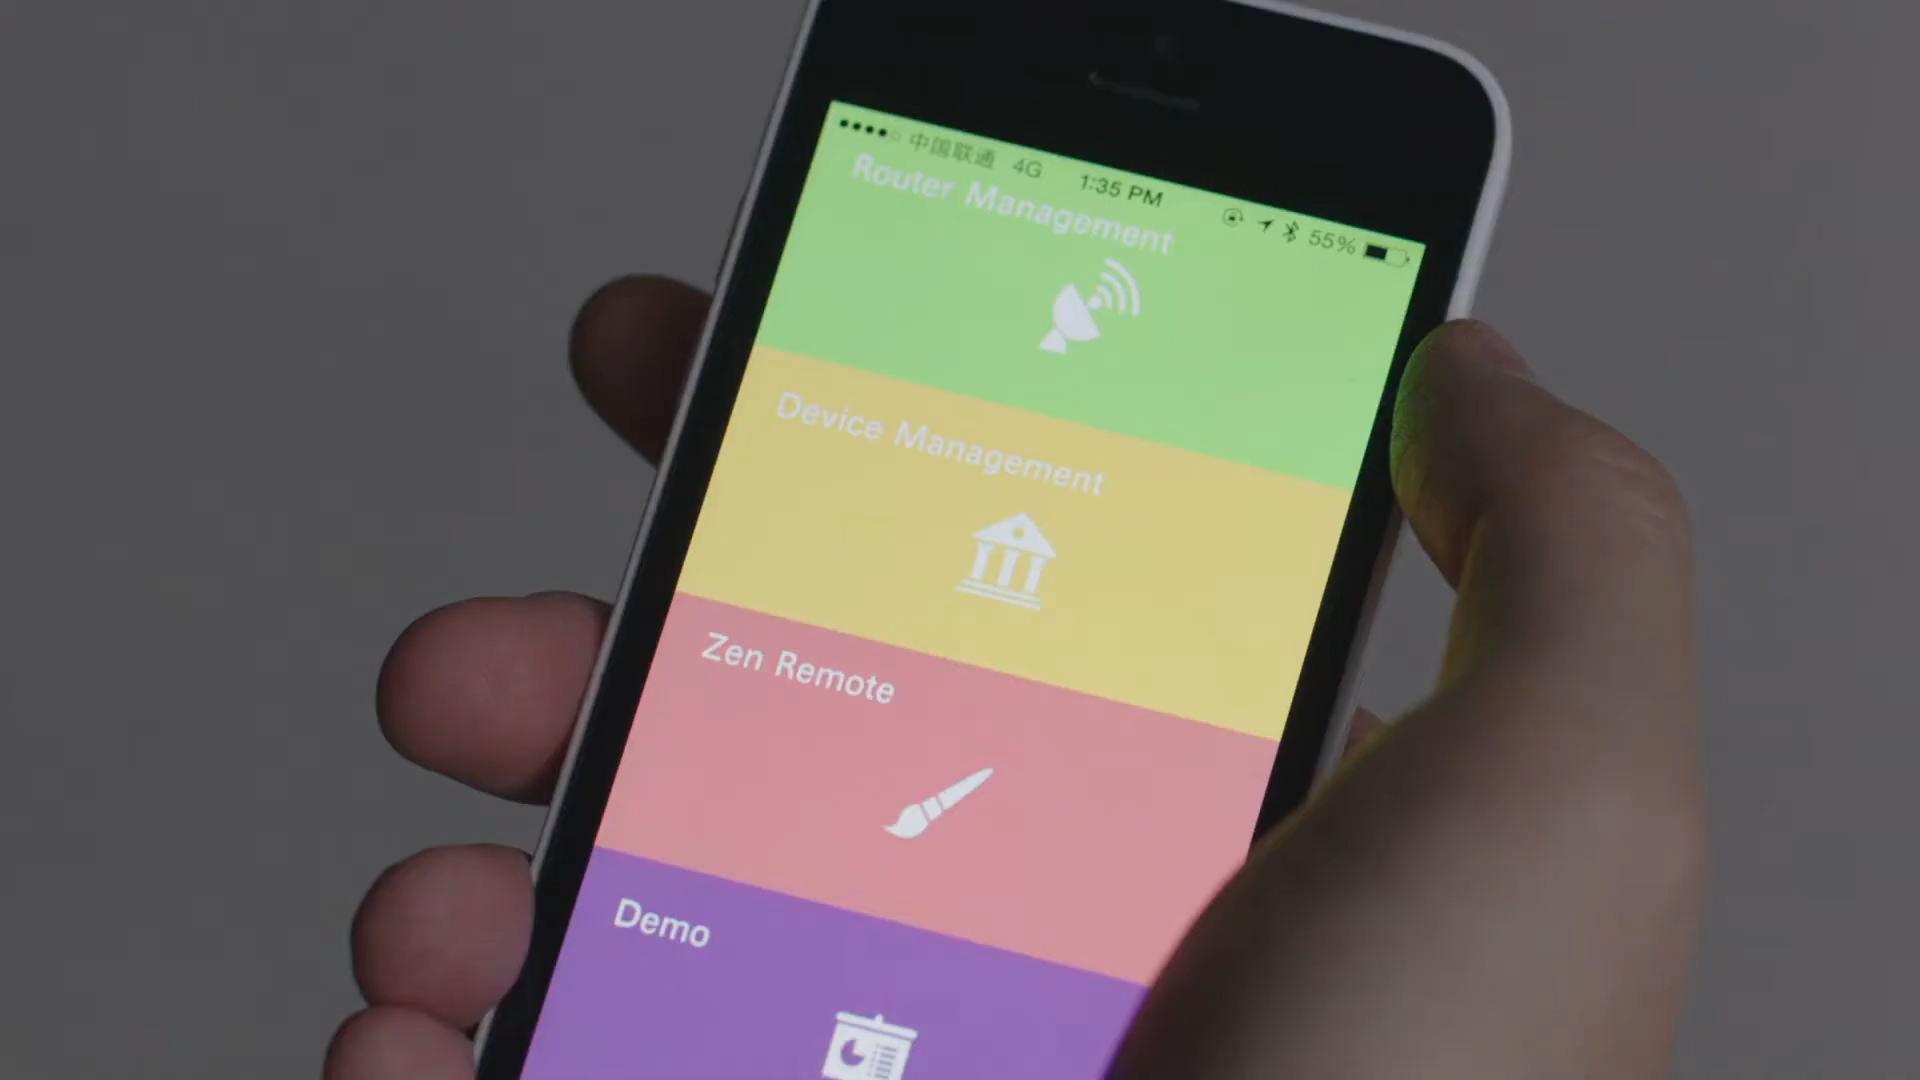 中国联通 4G 1:35 PM 55%
Router Management
Device Management
Zen Remote
Demo